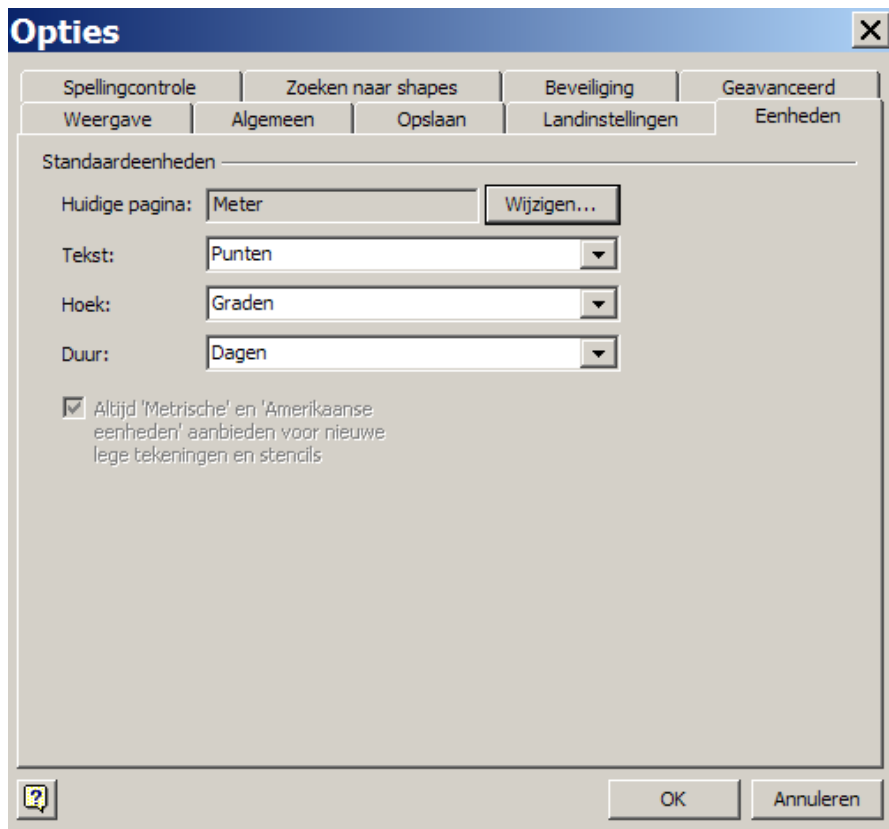 Opties
Spellingcontrole Zoeken naar shapes Beveiliging Geavanceerd
Weergave Algemeen Opslaan Landinstellingen Eenheden
Standaardeenheden
Huidige pagina: Meter Wijzigen...
Tekst: Punten
Hoek: Graden
Duur: Dagen
Altijd 'Metrische' en 'Amerikaanse
eenheden' aanbieden voor nieuwe
lege tekeningen en stencils
OK Annuleren